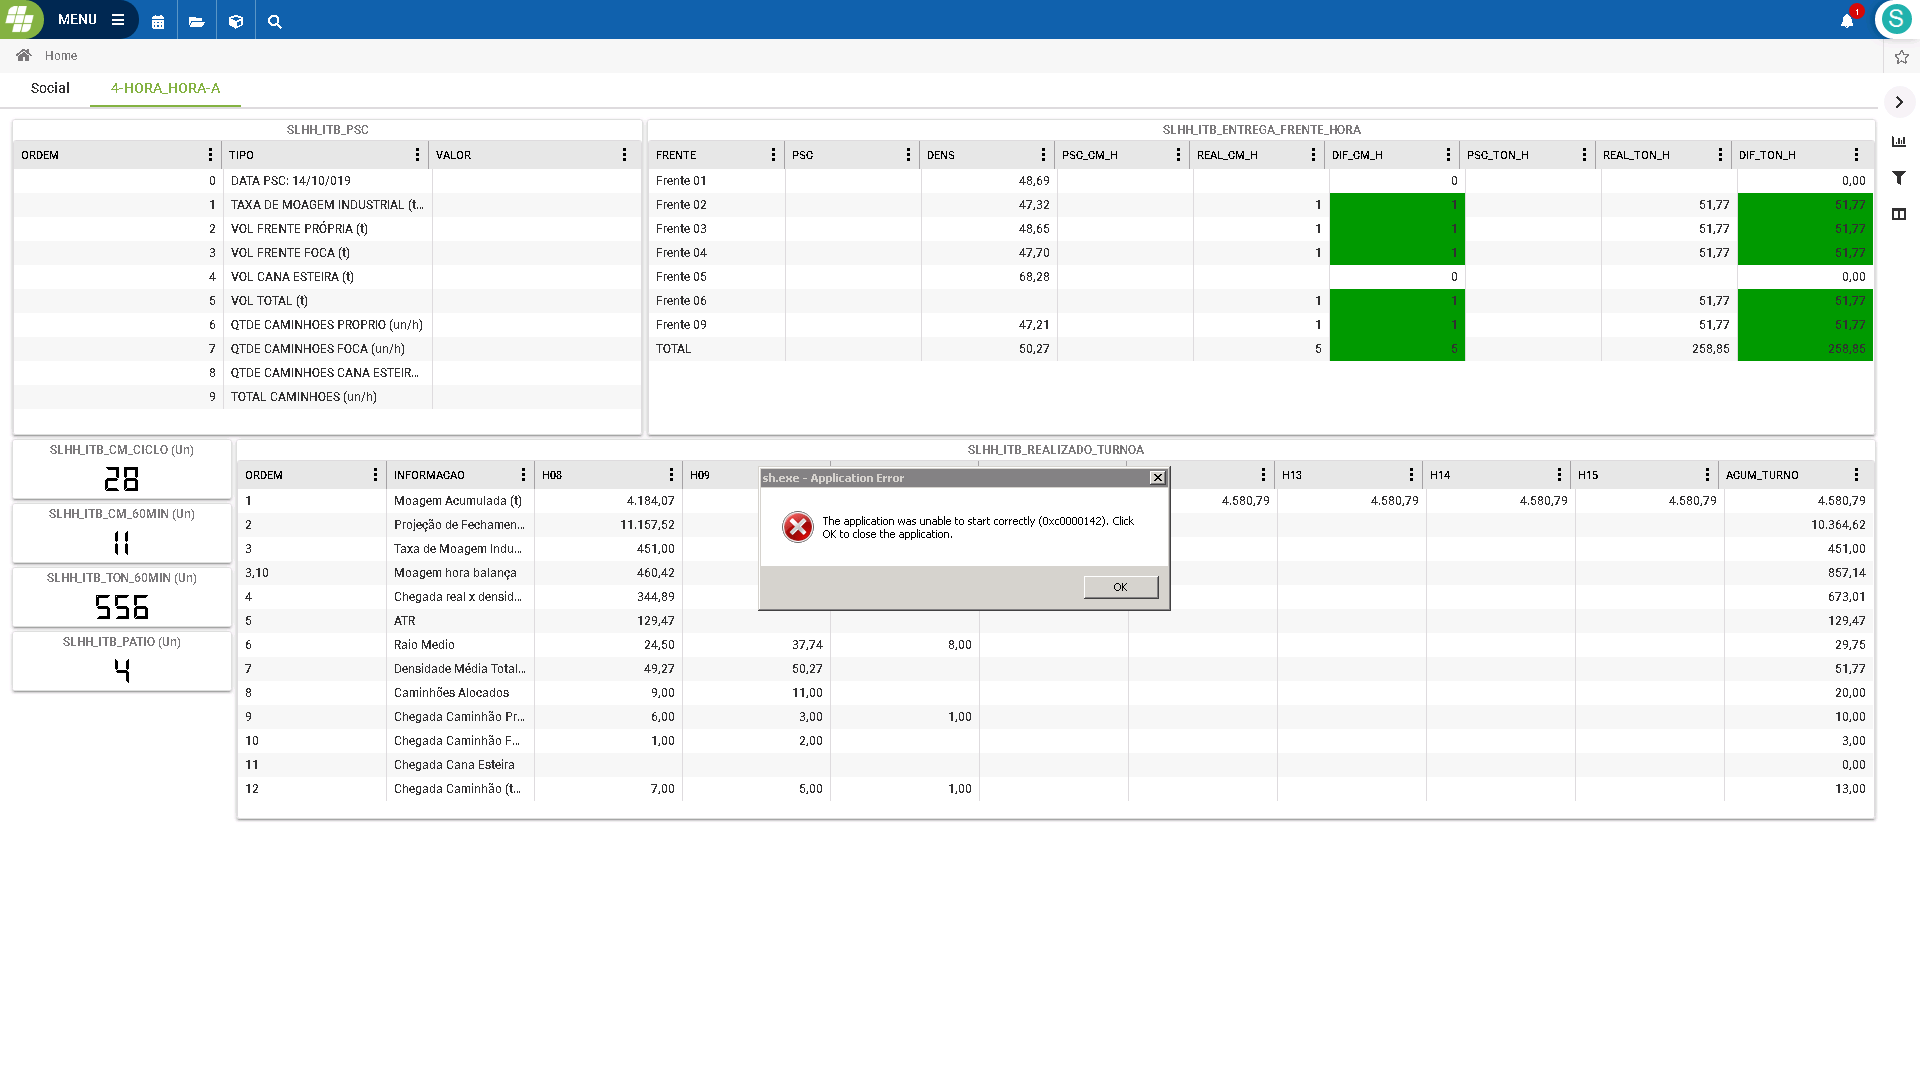 MENU
1
S
Home
Social 4-HORA_HORA-A
SLHH_ITB_PSC
ORDEM TIPO VALOR
0 DATA PSC: 14/10/019
1 TAXA DE MOAGEM INDUSTRIAL (t...
2 VOL FRENTE PRÓPRIA (t)
3 VOL FRENTE FOCA (t)
4 VOL CANA ESTEIRA (t)
5 VOL TOTAL (t)
6 QTDE CAMINHOES PROPRIO (un/h)
7 QTDE CAMINHOES FOCA (un/h)
8 QTDE CAMINHOES CANA ESTEIR...
9 TOTAL CAMINHOES (un/h)
SLHH_ITB_ENTREGA_FRENTE_HORA
FRENTE PSC DENS PSC_CM_H REAL_CM_H DIF_CM_H PSC_TON_H REAL_TON_H DIF_TON_H
Frente 01 48,69 0 0,00
Frente 02 47,32 1 1 51,77 51,77
Frente 03 48,65 1 1 51,77 51,77
Frente 04 47,70 1 1 51,77 51,77
Frente 05 68,28 0 0,00
Frente 06 1 1 51,77 51,77
Frente 09 47,21 1 1 51,77 51,77
TOTAL 50,27 5 5 258,85 258,85
SLHH_ITB_CM_CICLO (Un)
28
SLHH_ITB_CM_60MIN (Un)
11
SLHH_ITB_TON_60MIN (Un)
556
SLHH_ITB_PATIO (Un)
4
SLHH_ITB_REALIZADO_TURNOA
ORDEM INFORMACAO H08 H09 H13 H14 H15 ACUM_TURNO
1 Moagem Acumulada (t) 4.184,07 4.580,79 4.580,79 4.580,79 4.580,79 4.580,79
2 Projeção de Fechamen... 11.157,52 10.364,62
3 Taxa de Moagem Indu... 451,00 451,00
3,10 Moagem hora balança 460,42 857,14
4 Chegada real x densid... 344,89 673,01
5 ATR 129,47 129,47
6 Raio Medio 24,50 37,74 8,00 29,75
7 Densidade Média Total... 49,27 50,27 51,77
8 Caminhões Alocados 9,00 11,00 20,00
9 Chegada Caminhão Pr... 6,00 3,00 1,00 10,00
10 Chegada Caminhão F... 1,00 2,00 3,00
11 Chegada Cana Esteira 0,00
12 Chegada Caminhão (t... 7,00 5,00 1,00 13,00
sh.exe - Application Error
The application was unable to start correctly (0xc0000142). Click
OK to close the application.
OK